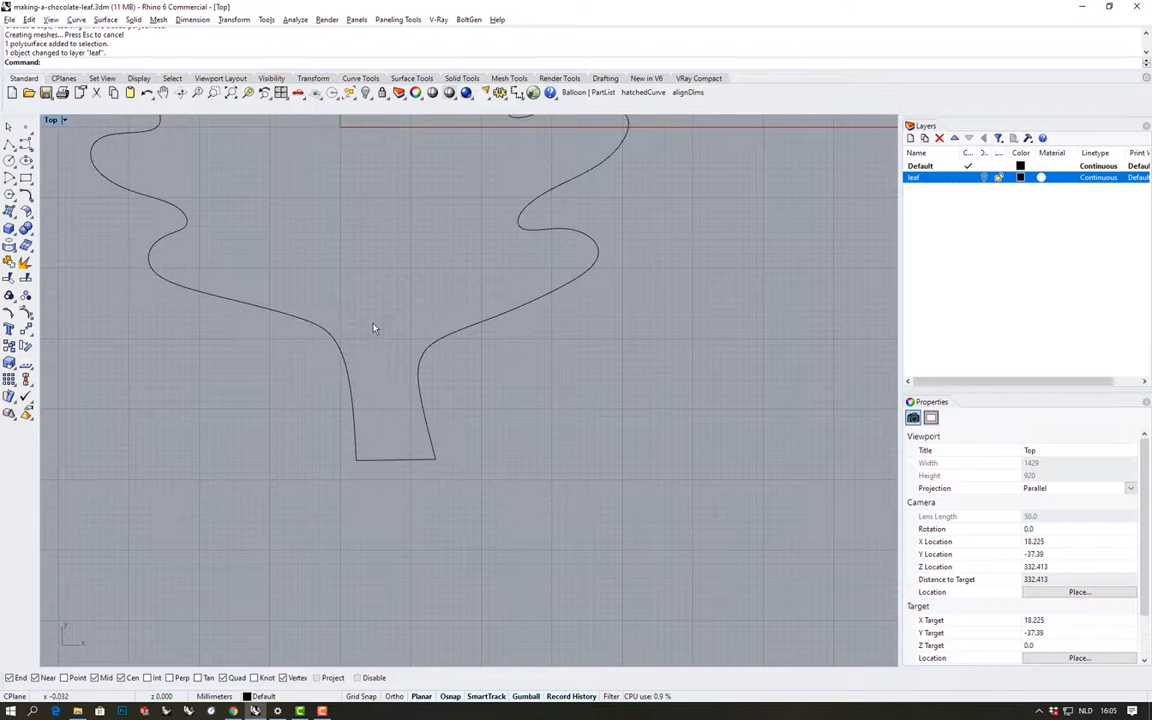 making-a-chocolate-leaf.3dm (11 MB) - Rhino 6 Commercial - [Top]
File Edit View Curve Surface Solid Mesh Dimension Transform Tools Analyze Render Panels Paneling Tools V-Ray BoltGen Help
Creating meshes... Press Esc to cancel
1 polysurface added to selection.
1 object changed to layer "leaf".
Command:
Standard CPlanes Set View Display Select Viewport Layout Visibility Transform Curve Tools Surface Tools Solid Tools Mesh Tools Render Tools Drafting New in V6 VRay Compact
Balloon | PartList hatchedCurve alignDims
Top
Layers
Name C... Color Material Linetype Print W
Default Continuous Default
leaf Continuous Default
Properties
Viewport
Title Top
Width 1429
Height 920
Projection Parallel
Camera
Lens Length 50.0
Rotation 0.0
X Location 18.225
Y Location -37.39
Z Location 332.413
Distance to Target 332.413
Location Place...
Target
X Target 18.225
Y Target -37.39
Z Target 0.0
Location Place...
y
x
End Near Point Mid Cen Int Perp Tan Quad Knot Vertex Project Disable
CPlane x -0.032 z 0.000 Millimeters Default Grid Snap Ortho Planar Osnap SmartTrack Gumball Record History Filter CPU use: 0.9 %
NLD 16:05